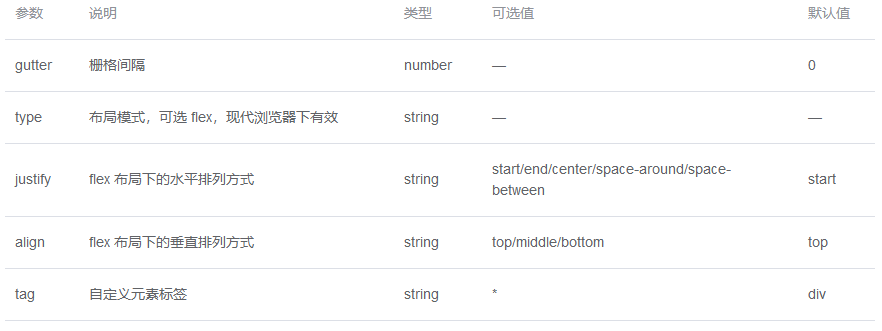 参数 说明 类型 可选值 默认值
gutter 栅格间隔 number — 0
type 布局模式，可选 flex，现代浏览器下有效 string — —
justify flex 布局下的水平排列方式 string start/end/center/space-around/space-
between start
align flex 布局下的垂直排列方式 string top/middle/bottom top
tag 自定义元素标签 string * div